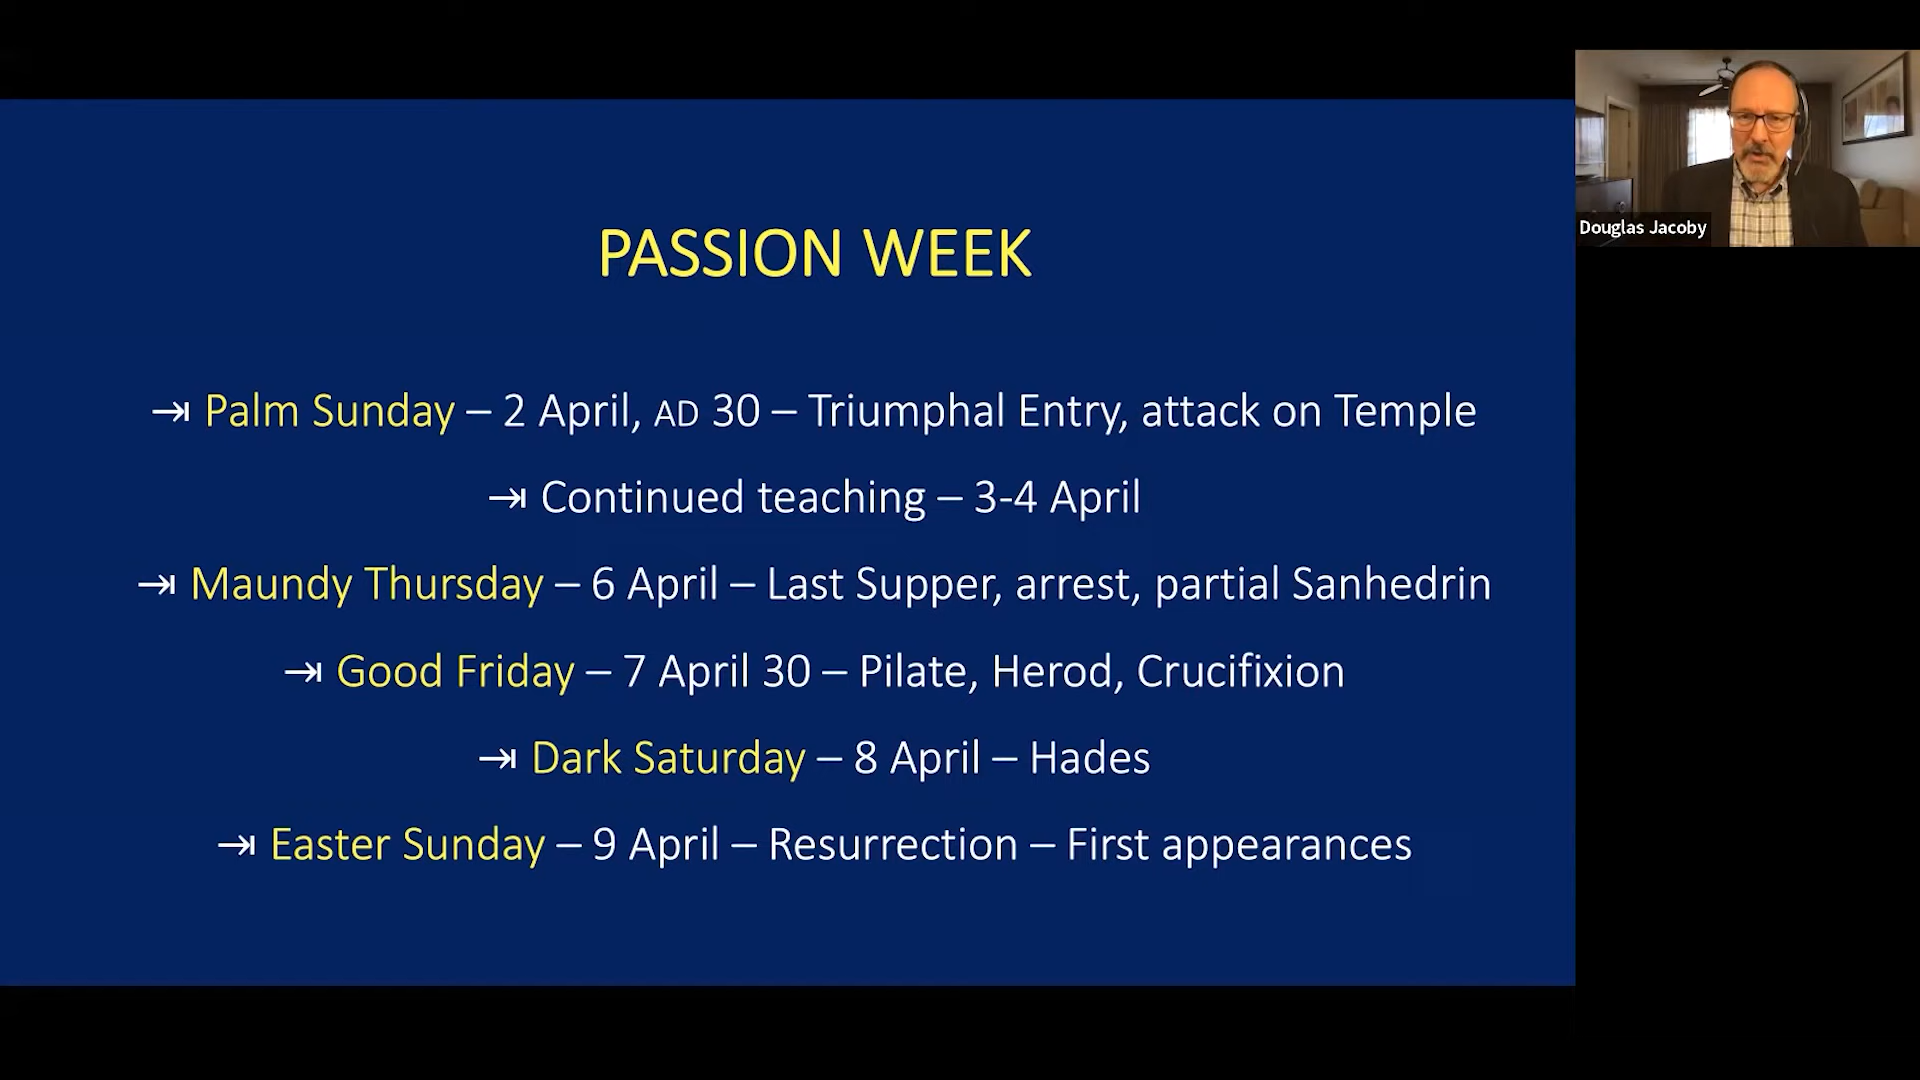 PASSION WEEK
⇥ Palm Sunday – 2 April, AD 30 – Triumphal Entry, attack on Temple
⇥ Continued teaching – 3-4 April
⇥ Maundy Thursday – 6 April – Last Supper, arrest, partial Sanhedrin
⇥ Good Friday – 7 April 30 – Pilate, Herod, Crucifixion
⇥ Dark Saturday – 8 April – Hades
⇥ Easter Sunday – 9 April – Resurrection – First appearances
Douglas Jacoby